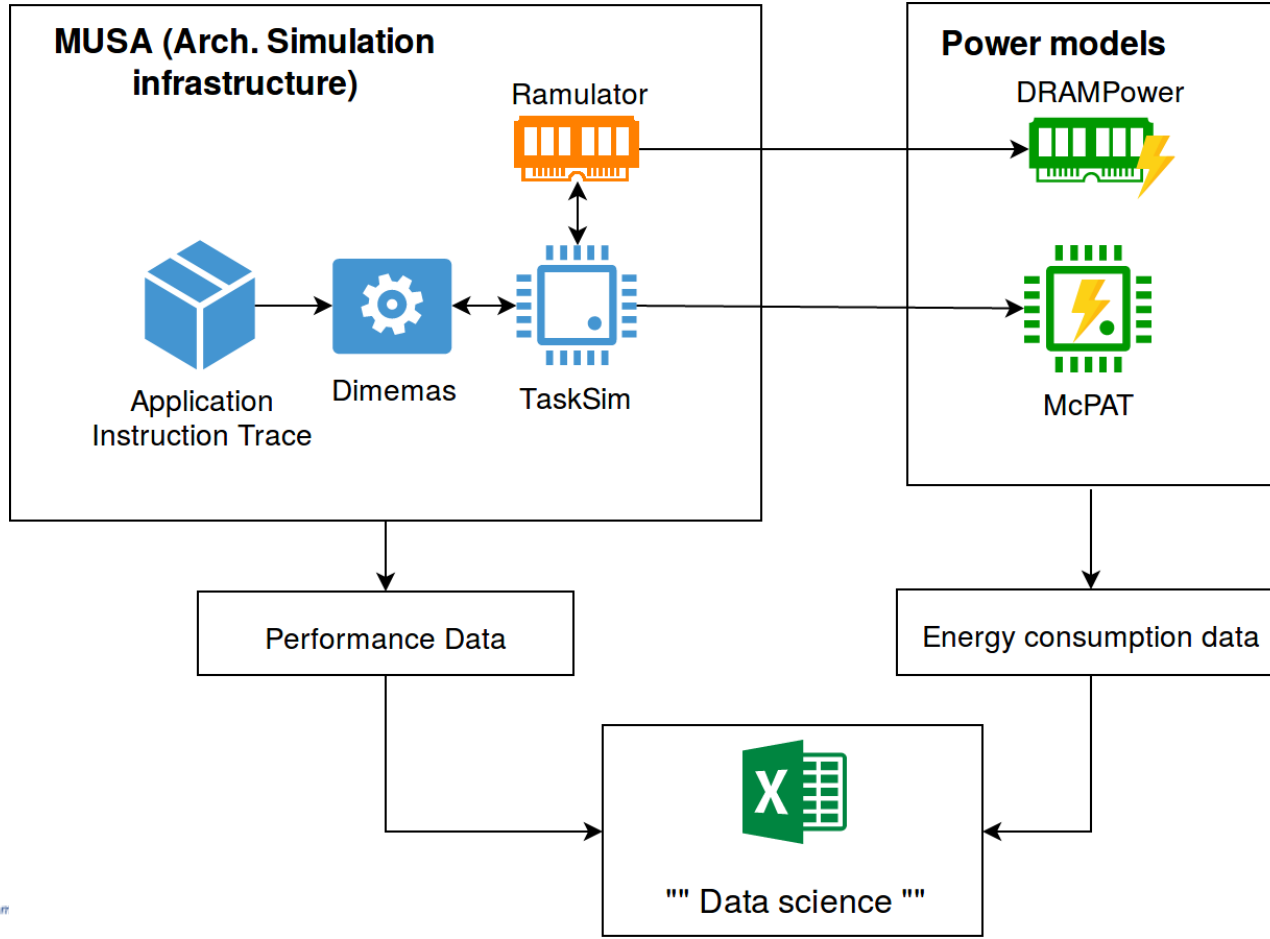 MUSA (Arch. Simulation
infrastructure)
Ramulator
Application
Instruction Trace
Dimemas
TaskSim
Power models
DRAMPower
McPAT
Performance Data
Energy consumption data
X
"" Data science ""